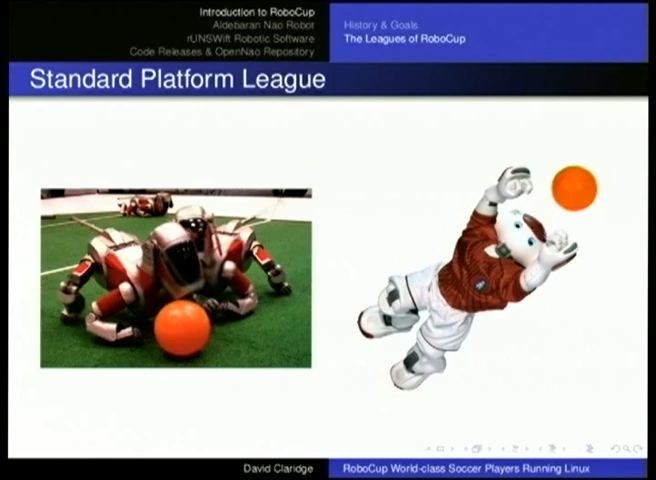 Introduction to RoboCup
Aldebaran Nao Robot
rUNSWift Robotic Software
Code Releases & OpenNao Repository
History & Goals
The Leagues of RoboCup
Standard Platform League
David Claridge
RoboCup World-class Soccer Players Running Linux